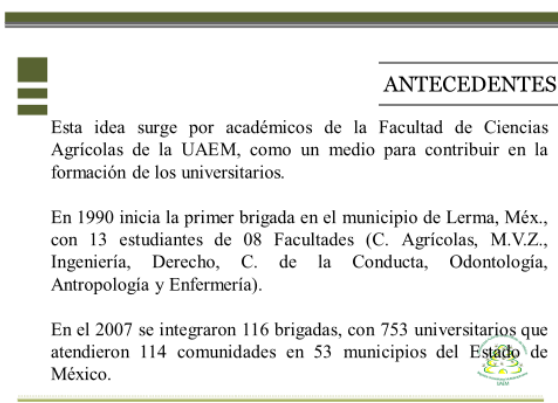 ANTECEDENTES
Esta idea surge por académicos de la Facultad de Ciencias
Agrícolas de la UAEM, como un medio para contribuir en la
formación de los universitarios.
En 1990 inicia la primer brigada en el municipio de Lerma, Méx.,
con 13 estudiantes de 08 Facultades (C. Agrícolas, M.V.Z.,
Ingeniería, Derecho, C. de la Conducta, Odontología,
Antropología y Enfermería).
En el 2007 se integraron 116 brigadas, con 753 universitarios que
atendieron 114 comunidades en 53 municipios del Estado de
México.